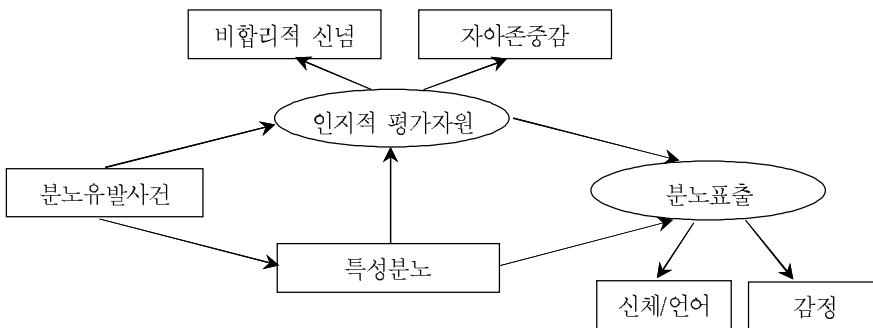 비합리적 신념
자아존중감
인지적 평가자원
분노유발사건
분노표출
특성분노
신체/언어
감정